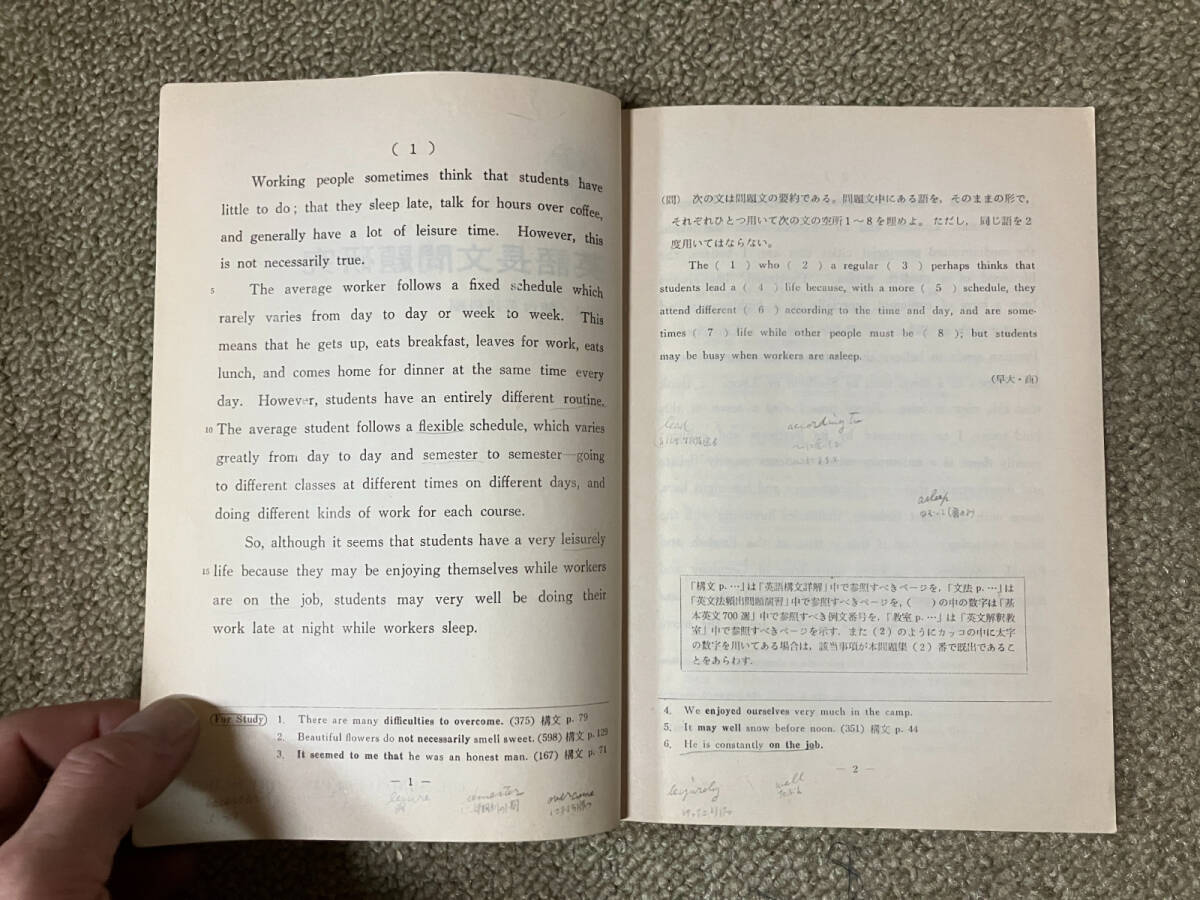 ( 1 )
Working people sometimes think that students have
little to do; that they sleep late, talk for hours over coffee,
and generally have a lot of leisure time. However, this
is not necessarily true.
5 The average worker follows a fixed schedule which
rarely varies from day to day or week to week. This
means that he gets up, eats breakfast, leaves for work, eats
lunch, and comes home for dinner at the same time every
day. However, students have an entirely different routine.
10 The average student follows a flexible schedule, which varies
greatly from day to day and semester to semester—going
to different classes at different times on different days, and
doing different kinds of work for each course.
So, although it seems that students have a very leisurely
15 life because they may be enjoying themselves while workers
are on the job, students may very well be doing their
work late at night while workers sleep.
(For Study) 1. There are many difficulties to overcome. (375) 構文 p. 79
2. Beautiful flowers do not necessarily smell sweet. (598) 構文 p. 129
3. It seemed to me that he was an honest man. (167) 構文 p. 71
— 1 —
leisure
semester
overcome
(問) 次の文は問題文の要約である。問題文中にある語を,そのままの形で,
それぞれひとつ用いて次の文の空所1〜8を埋めよ。ただし,同じ語を2
度用いてはならない。
The ( 1 ) who ( 2 ) a regular ( 3 ) perhaps thinks that
students lead a ( 4 ) life because, with a more ( 5 ) schedule, they
attend different ( 6 ) according to the time and day, and are some-
times ( 7 ) life while other people must be ( 8 ); but students
may be busy when workers are asleep.
(早大・商)
lead
according to
asleep
「構文 p. …」は「英語構文詳解」中で参照すべきページを,「文法 p. …」は
「英文法頻出問題演習」中で参照すべきページを,( )の中の数字は「基
本英文700選」中で参照すべき例文番号を,「教室 p. …」は「英文解釈教
室」中で参照すべきページを示す.また(2)のようにカッコの中に太字
の数字を用いてある場合は,該当事項が本問題集(2)番で既出であるこ
とをあらわす.
4. We enjoyed ourselves very much in the camp.
5. It may well snow before noon. (351) 構文 p. 44
6. He is constantly on the job.
— 2 —
leisurely
well